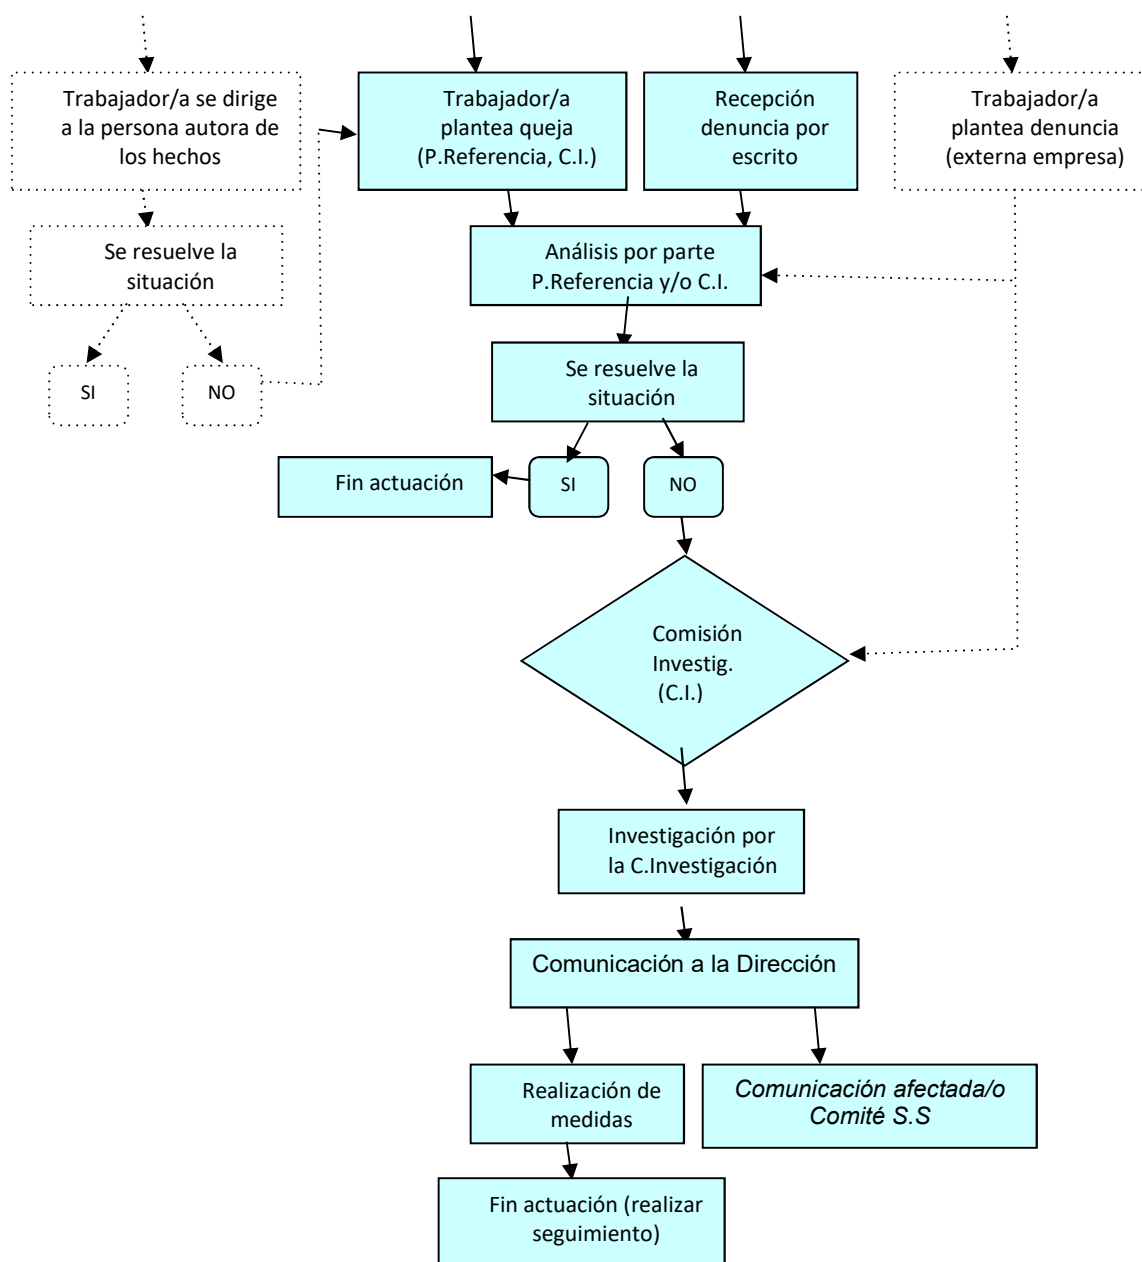 Trabajador/a se dirige
a la persona autora de
los hechos
Trabajador/a
plantea queja
(P.Referencia, C.I.)
Recepción
denuncia por
escrito
Trabajador/a
plantea denuncia
(externa empresa)
Se resuelve la
situación
Análisis por parte
P.Referencia y/o C.I.
SI
NO
Se resuelve la
situación
Fin actuación
SI
NO
Comisión
Investig.
(C.I.)
Investigación por
la C.Investigación
Comunicación a la Dirección
Realización de
medidas
Comunicación afectada/o
Comité S.S
Fin actuación (realizar
seguimiento)